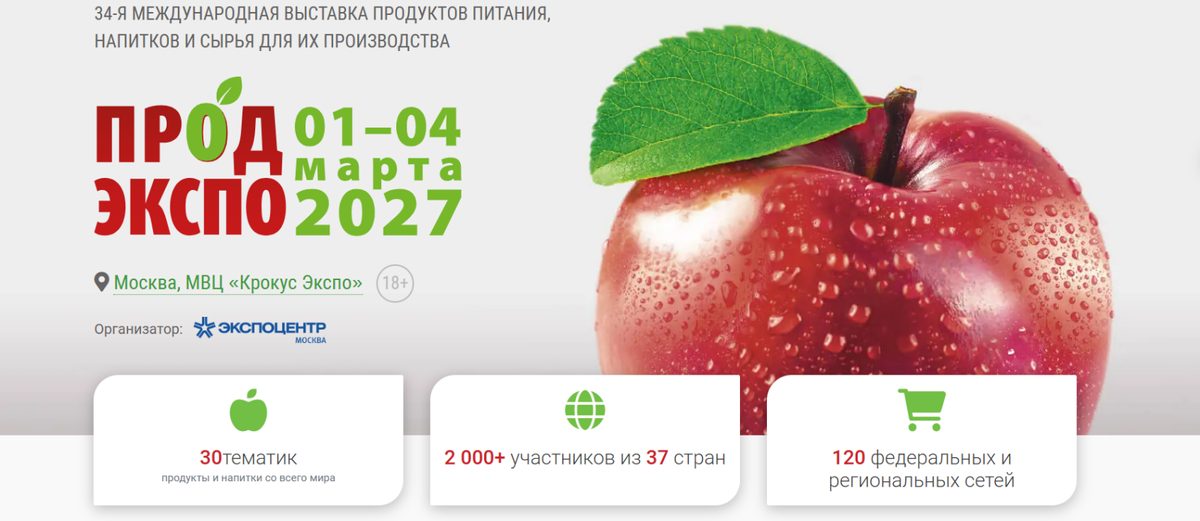 34-Я МЕЖДУНАРОДНАЯ ВЫСТАВКА ПРОДУКТОВ ПИТАНИЯ,
НАПИТКОВ И СЫРЬЯ ДЛЯ ИХ ПРОИЗВОДСТВА
ПРОД
ЭКСПО
01–04
марта
2027
Москва, МВЦ «Крокус Экспо»
18+
Организатор:
ЭКСПОЦЕНТР
МОСКВА
30тематик
продукты и напитки со всего мира
2 000+ участников из 37 стран
120 федеральных и
региональных сетей